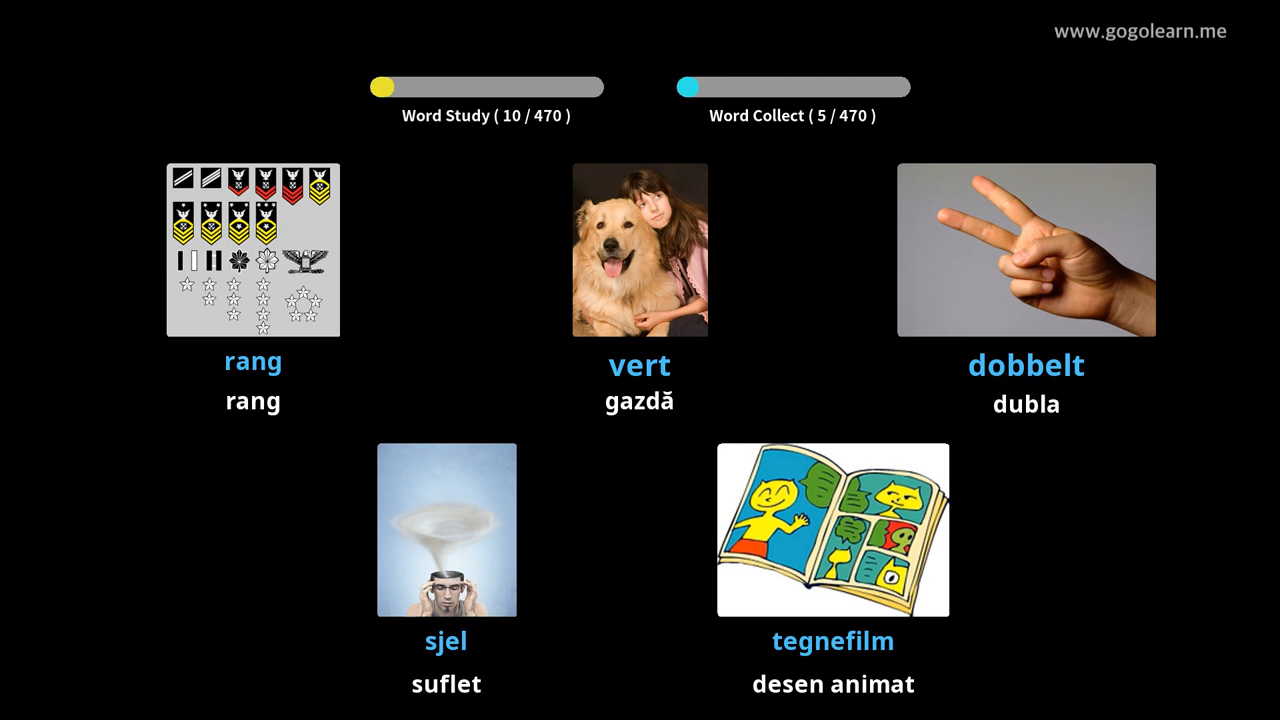 www.gogolearn.me
Word Study ( 10 / 470 )
Word Collect ( 5 / 470 )
rang
rang
vert
gazdă
dobbelt
dubla
sjel
suflet
tegnefilm
desen animat